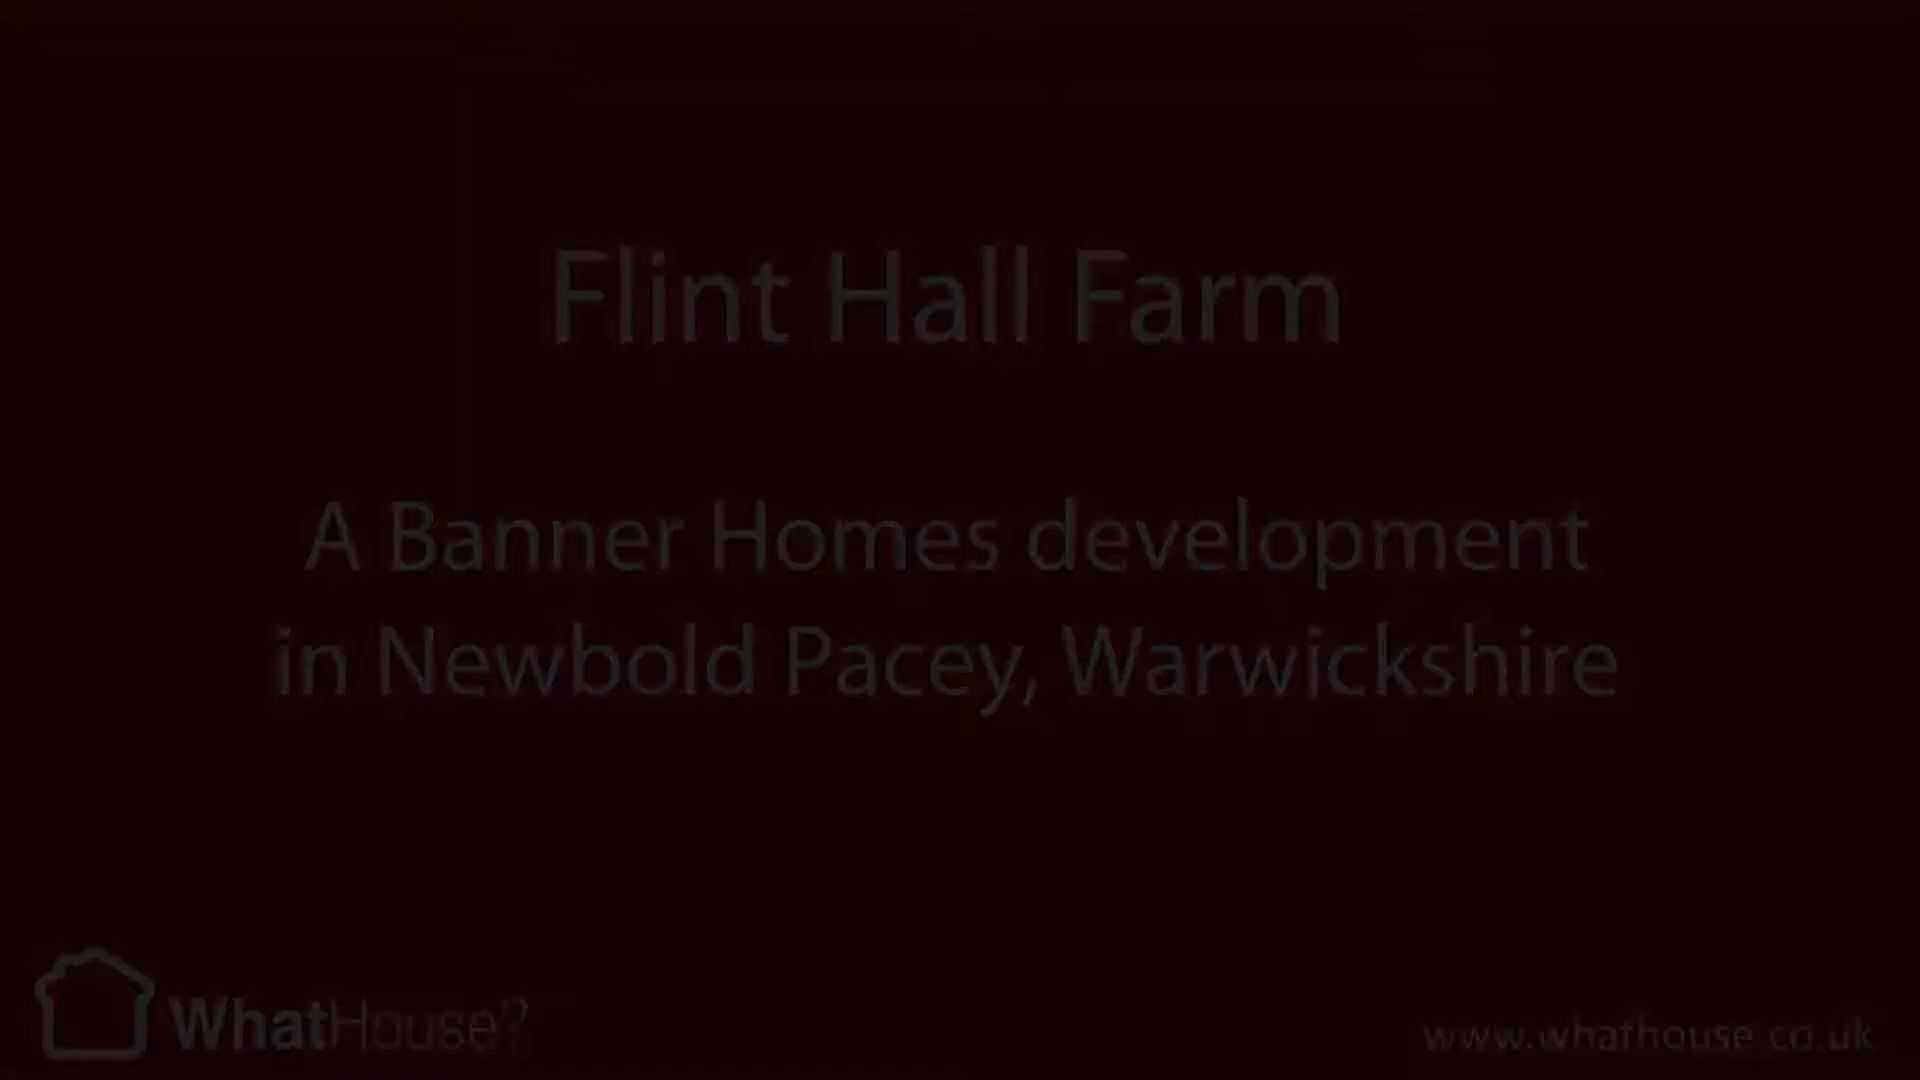 Flint Hall Farm
A Banner Homes development
in Newbold Pacey, Warwickshire
WhatHouse?
www.whathouse.co.uk